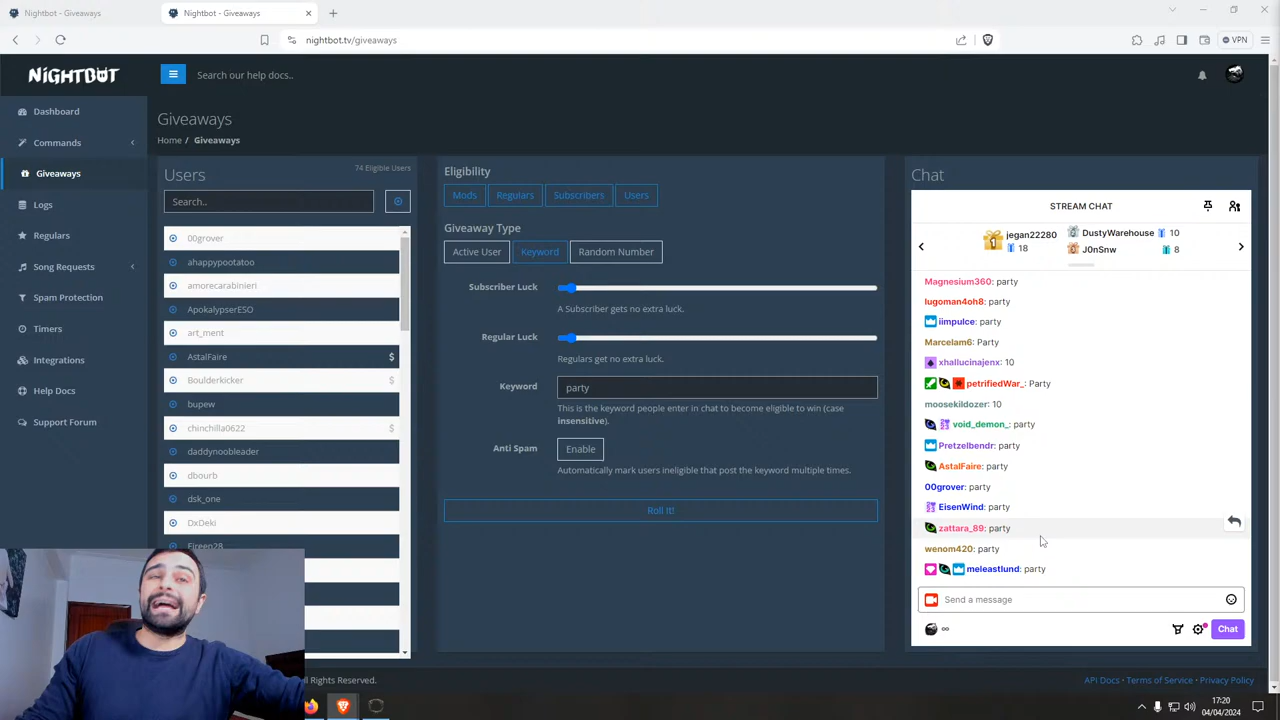 Nightbot - Giveaways
Nightbot - Giveaways
nightbot.tv/giveaways
VPN
NiGHTBOT
Search our help docs..
Dashboard
Commands
Giveaways
Logs
Regulars
Song Requests
Spam Protection
Timers
Integrations
Help Docs
Support Forum
Giveaways
Home / Giveaways
Users
74 Eligible Users
Search..
00grover
ahappypootatoo
amorecarabinieri
ApokalypserESO
art_ment
AstalFaire $
Boulderkicker $
bupew
chinchilla0622 $
daddynoobleader
dbourb
dsk_one
DxDeki
Eireen28
Eligibility
Mods
Regulars
Subscribers
Users
Giveaway Type
Active User
Keyword
Random Number
Subscriber Luck
A Subscriber gets no extra luck.
Regular Luck
Regulars get no extra luck.
Keyword
party
This is the keyword people enter in chat to become eligible to win (case
insensitive).
Anti Spam
Enable
Automatically mark users ineligible that post the keyword multiple times.
Roll It!
Chat
STREAM CHAT
1
jegan22280
18
DustyWarehouse 10
J0nSnw 8
Magnesium360: party
lugoman4oh8: party
iimpulce: party
Marcelam6: Party
xhallucinajenx: 10
petrifiedWar_: Party
moosekildozer: 10
void_demon_: party
Pretzelbendr: party
AstalFaire: party
00grover: party
EisenWind: party
zattara_89: party
wenom420: party
meleastlund: party
Send a message
∞
Chat
ll Rights Reserved.
API Docs • Terms of Service • Privacy Policy
17:20
04/04/2024